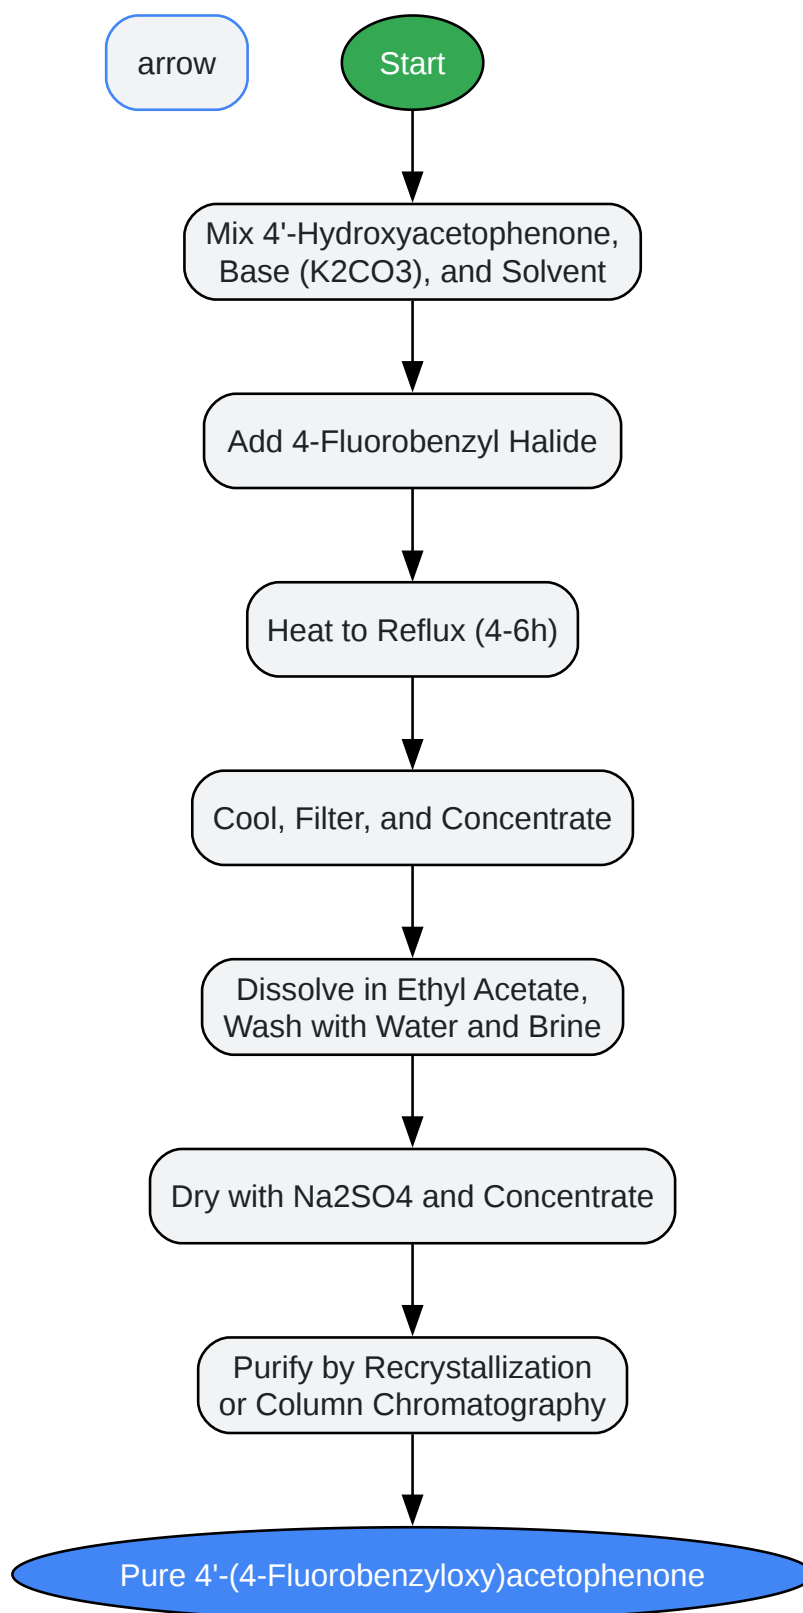 arrow
Start
Mix 4'-Hydroxyacetophenone,
Base (K2CO3), and Solvent
Add 4-Fluorobenzyl Halide
Heat to Reflux (4-6h)
Cool, Filter, and Concentrate
Dissolve in Ethyl Acetate,
Wash with Water and Brine
Dry with Na2SO4 and Concentrate
Purify by Recrystallization
or Column Chromatography
Pure 4'-(4-Fluorobenzyloxy)acetophenone